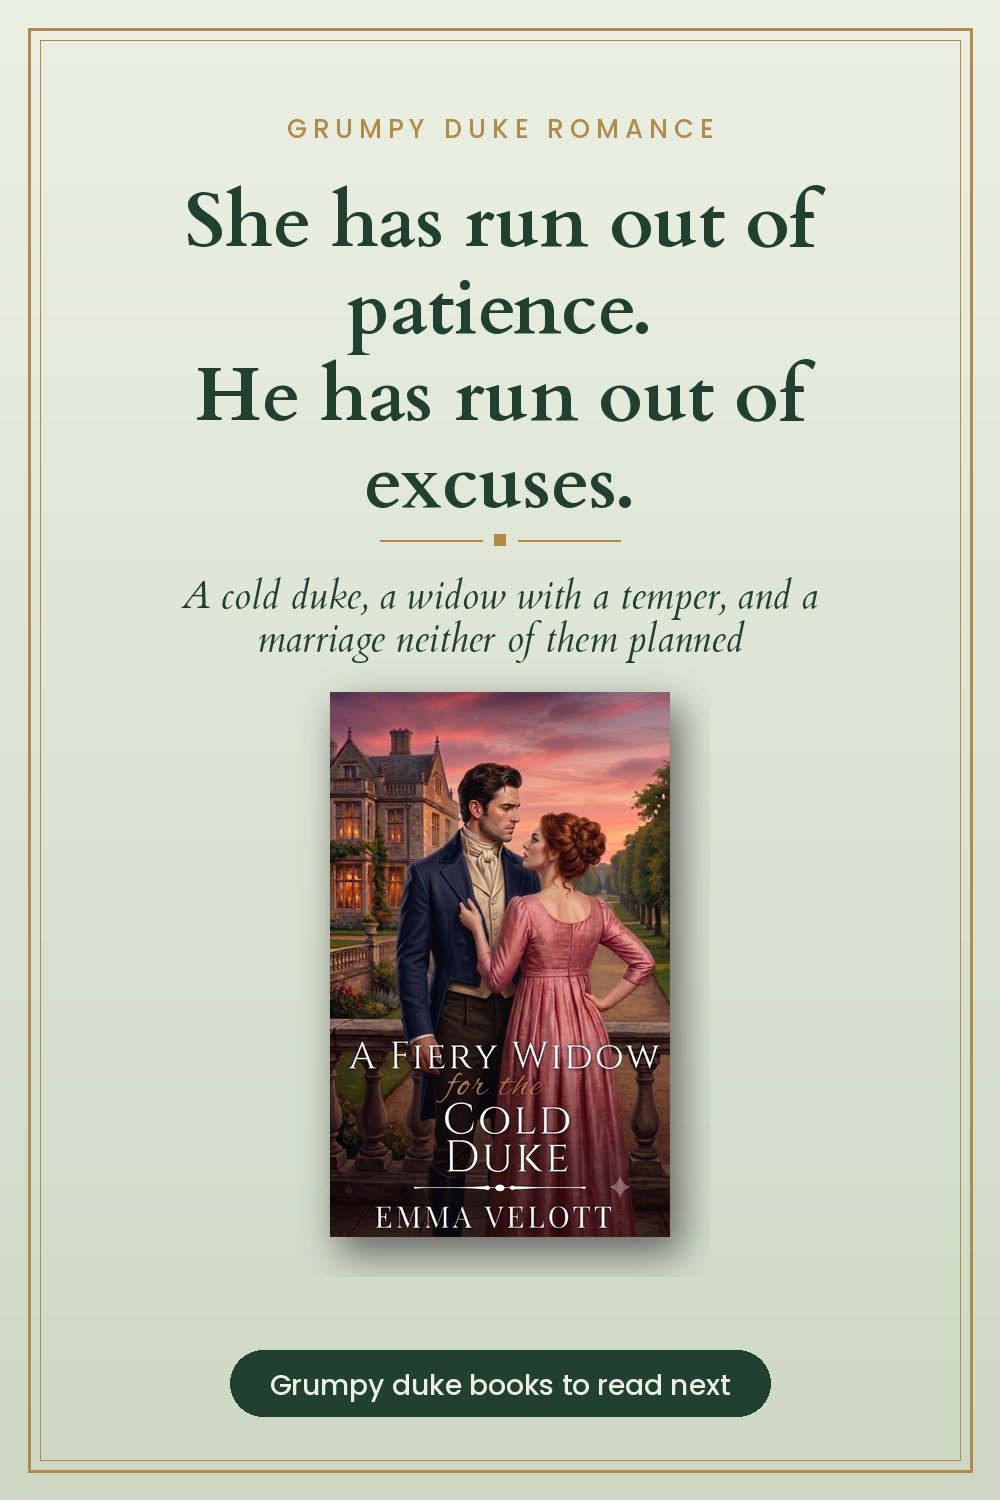 GRUMPY DUKE ROMANCE
She has run out of
patience.
He has run out of
excuses.
A cold duke, a widow with a temper, and a
marriage neither of them planned
A FIERY WIDOW
for the
COLD
DUKE
EMMA VELOTT
Grumpy duke books to read next